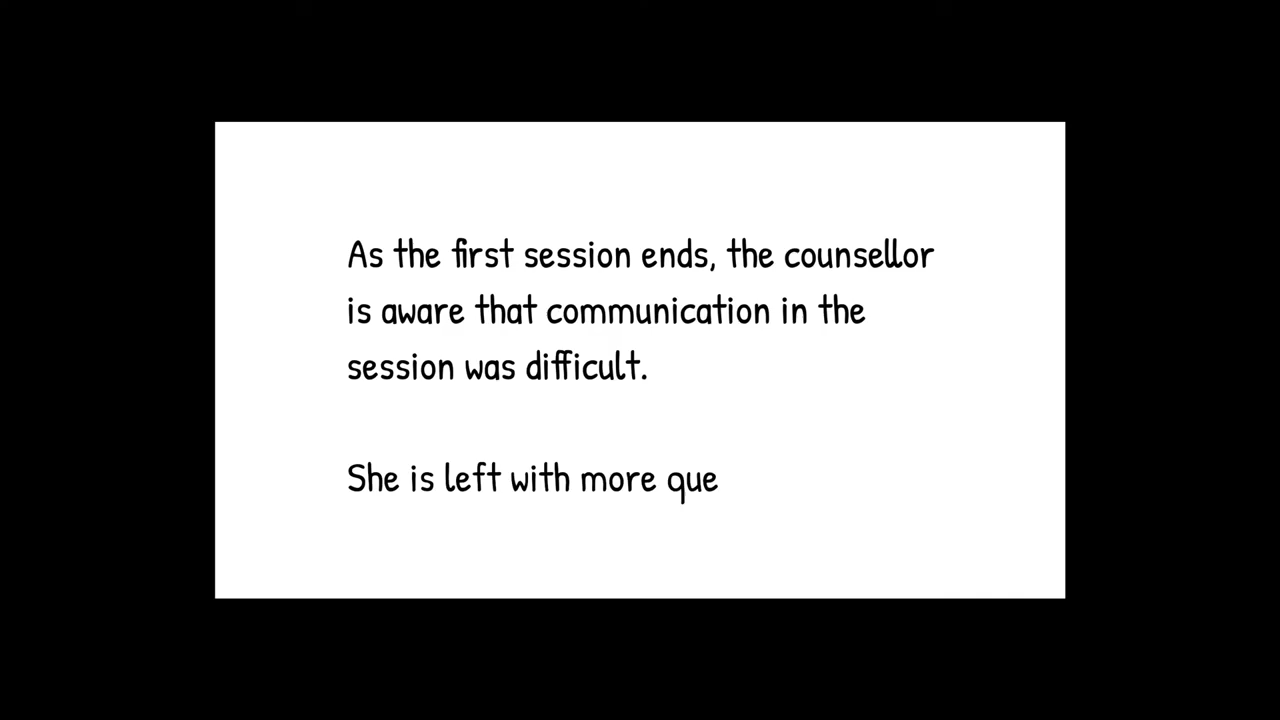 As the first session ends, the counsellor
is aware that communication in the
session was difficult.
She is left with more que